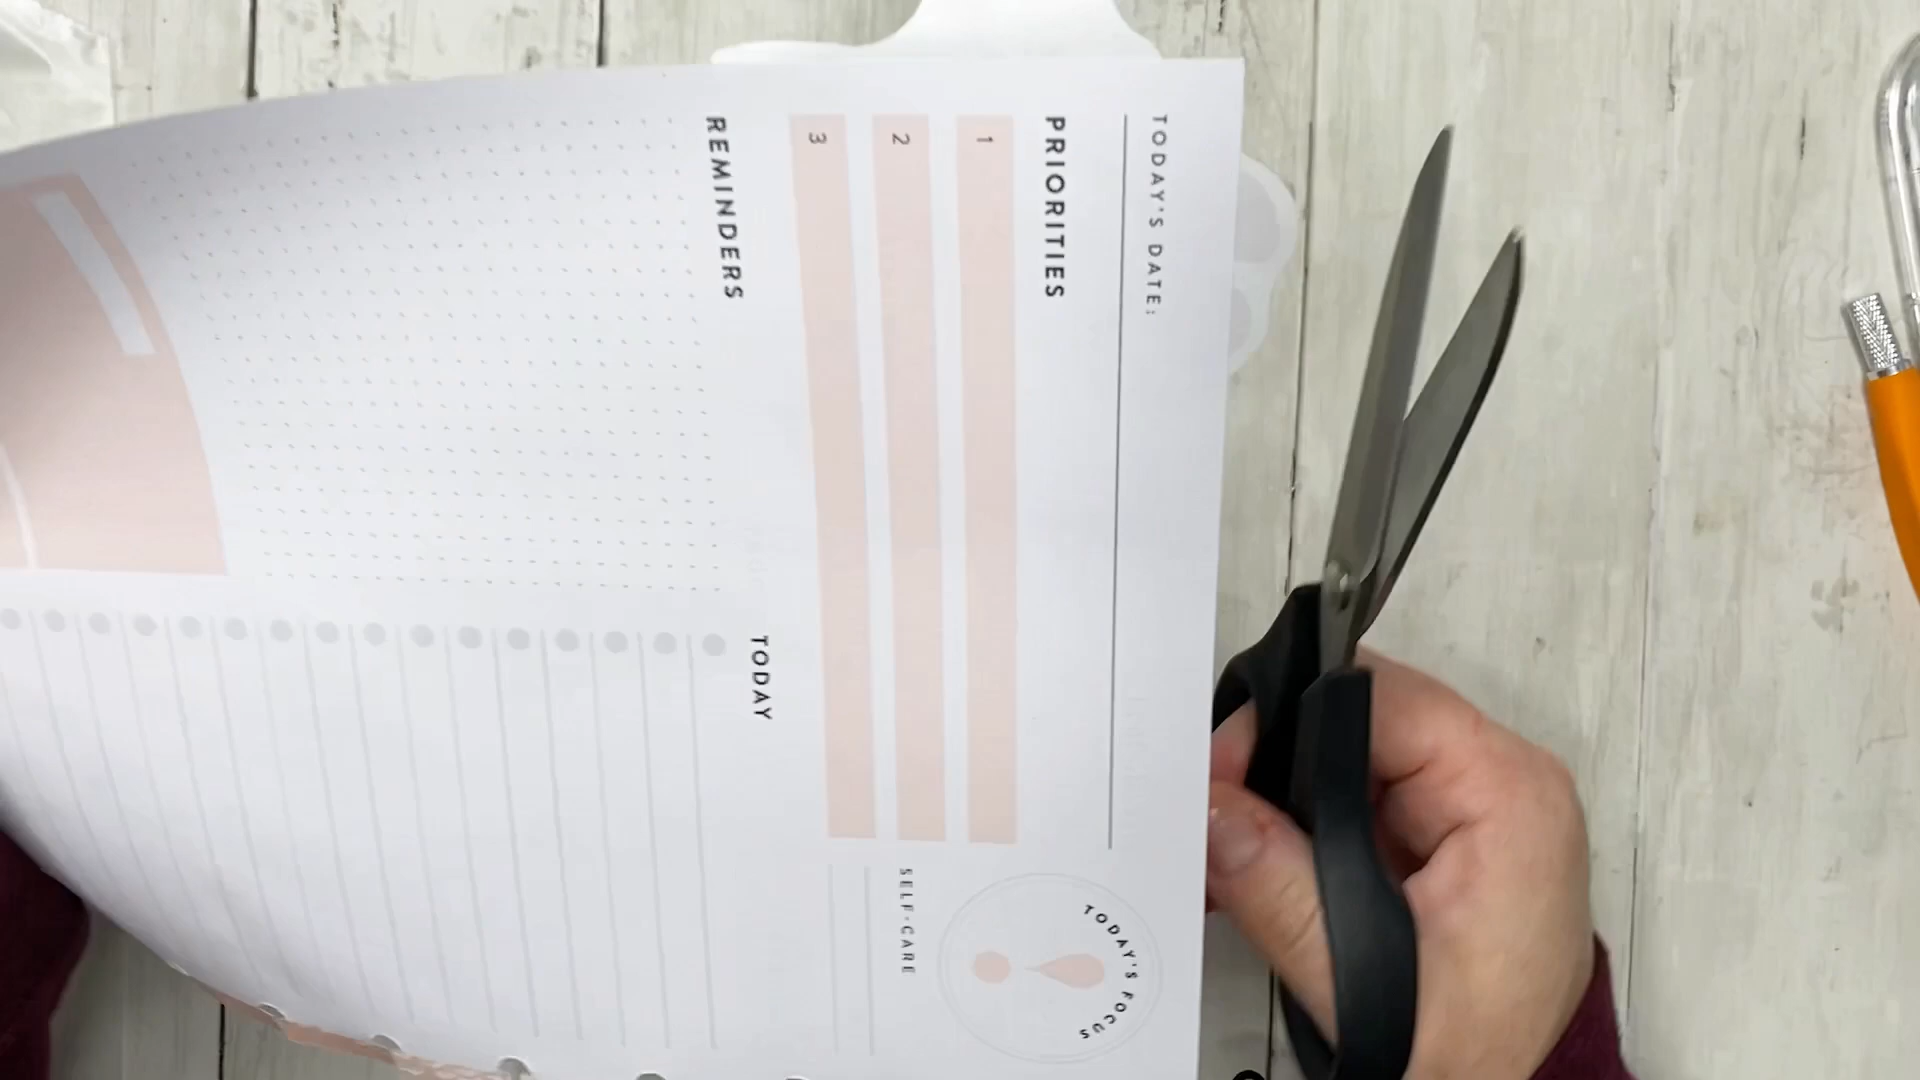 TODAY'S DATE:
PRIORITIES
1
2
3
TODAY'S FOCUS
SELF-CARE
REMINDERS
TODAY